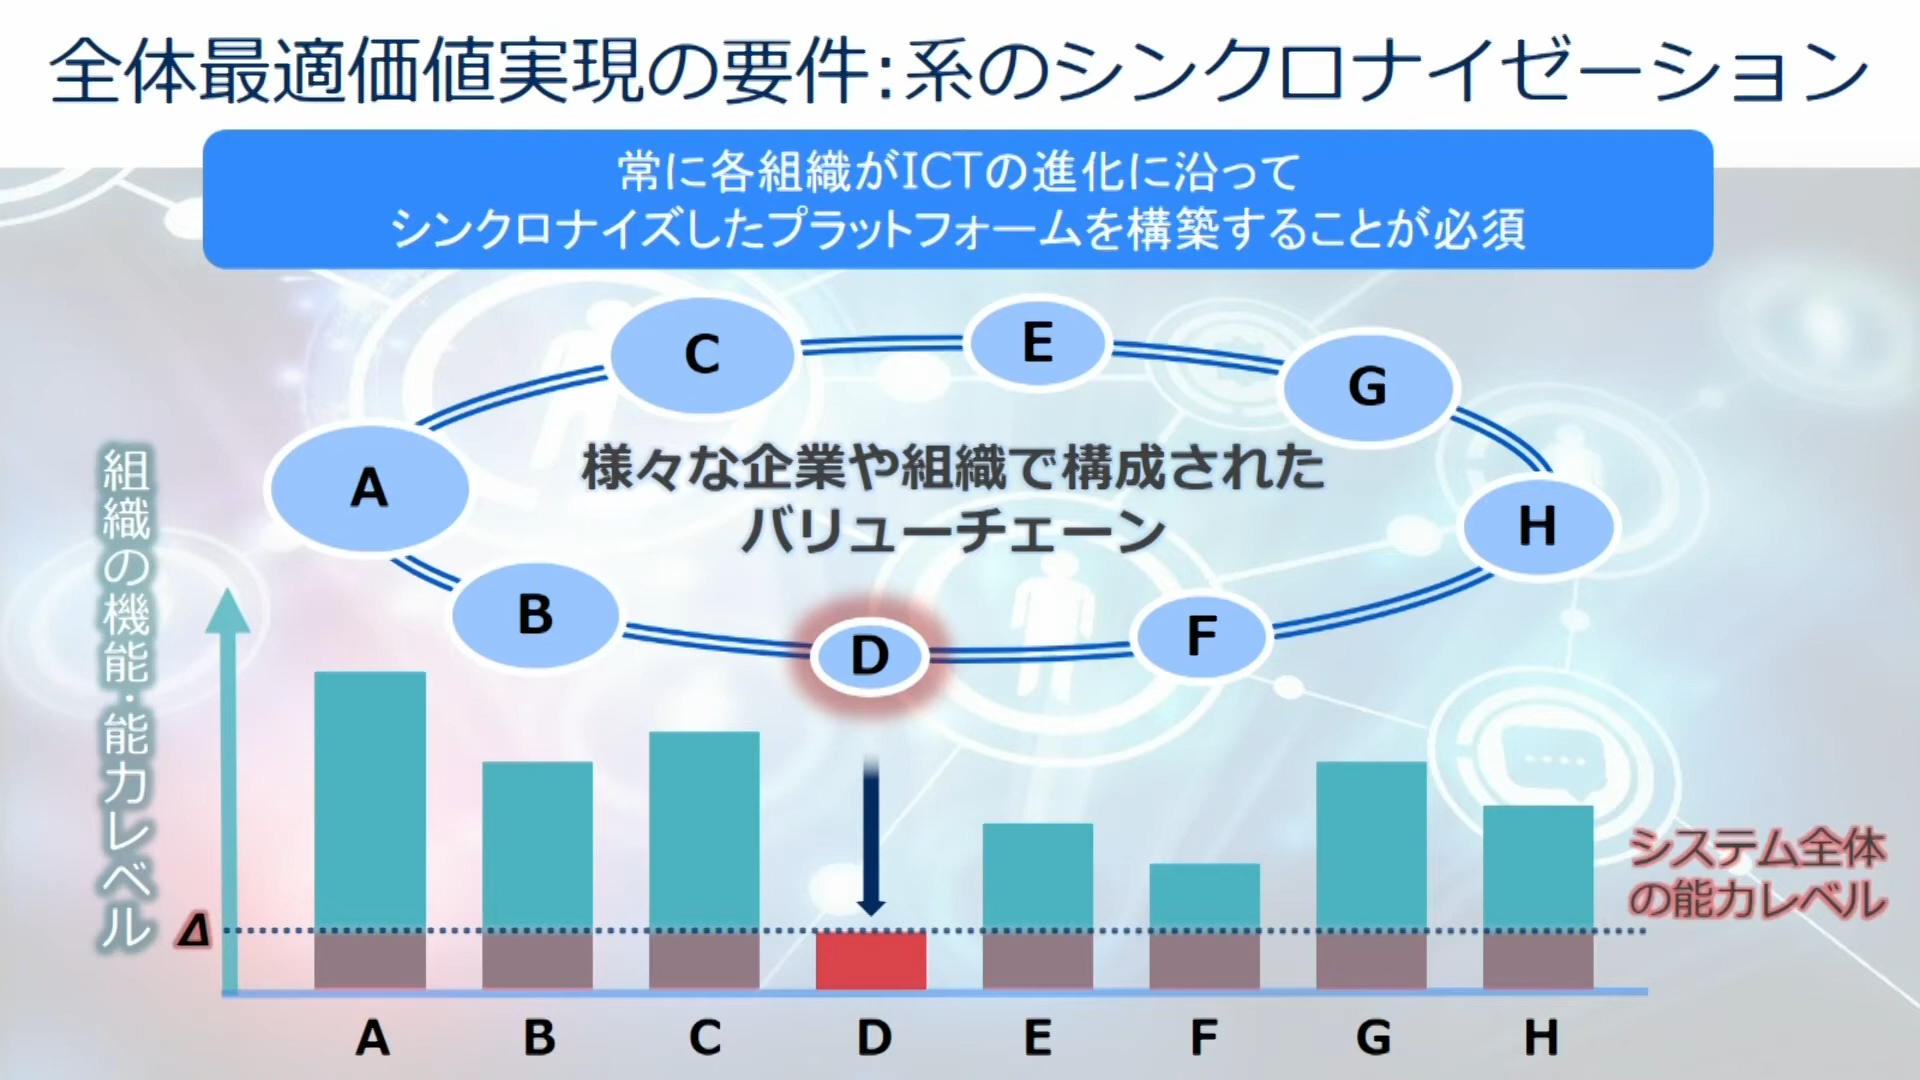 全体最適価値実現の要件:系のシンクロナイゼーション
常に各組織がICTの進化に沿って
シンクロナイズしたプラットフォームを構築することが必須
C
E
G
A
H
B
D
F
様々な企業や組織で構成された
バリューチェーン
組織の機能・能力レベル
Δ
システム全体
の能力レベル
A B C D E F G H